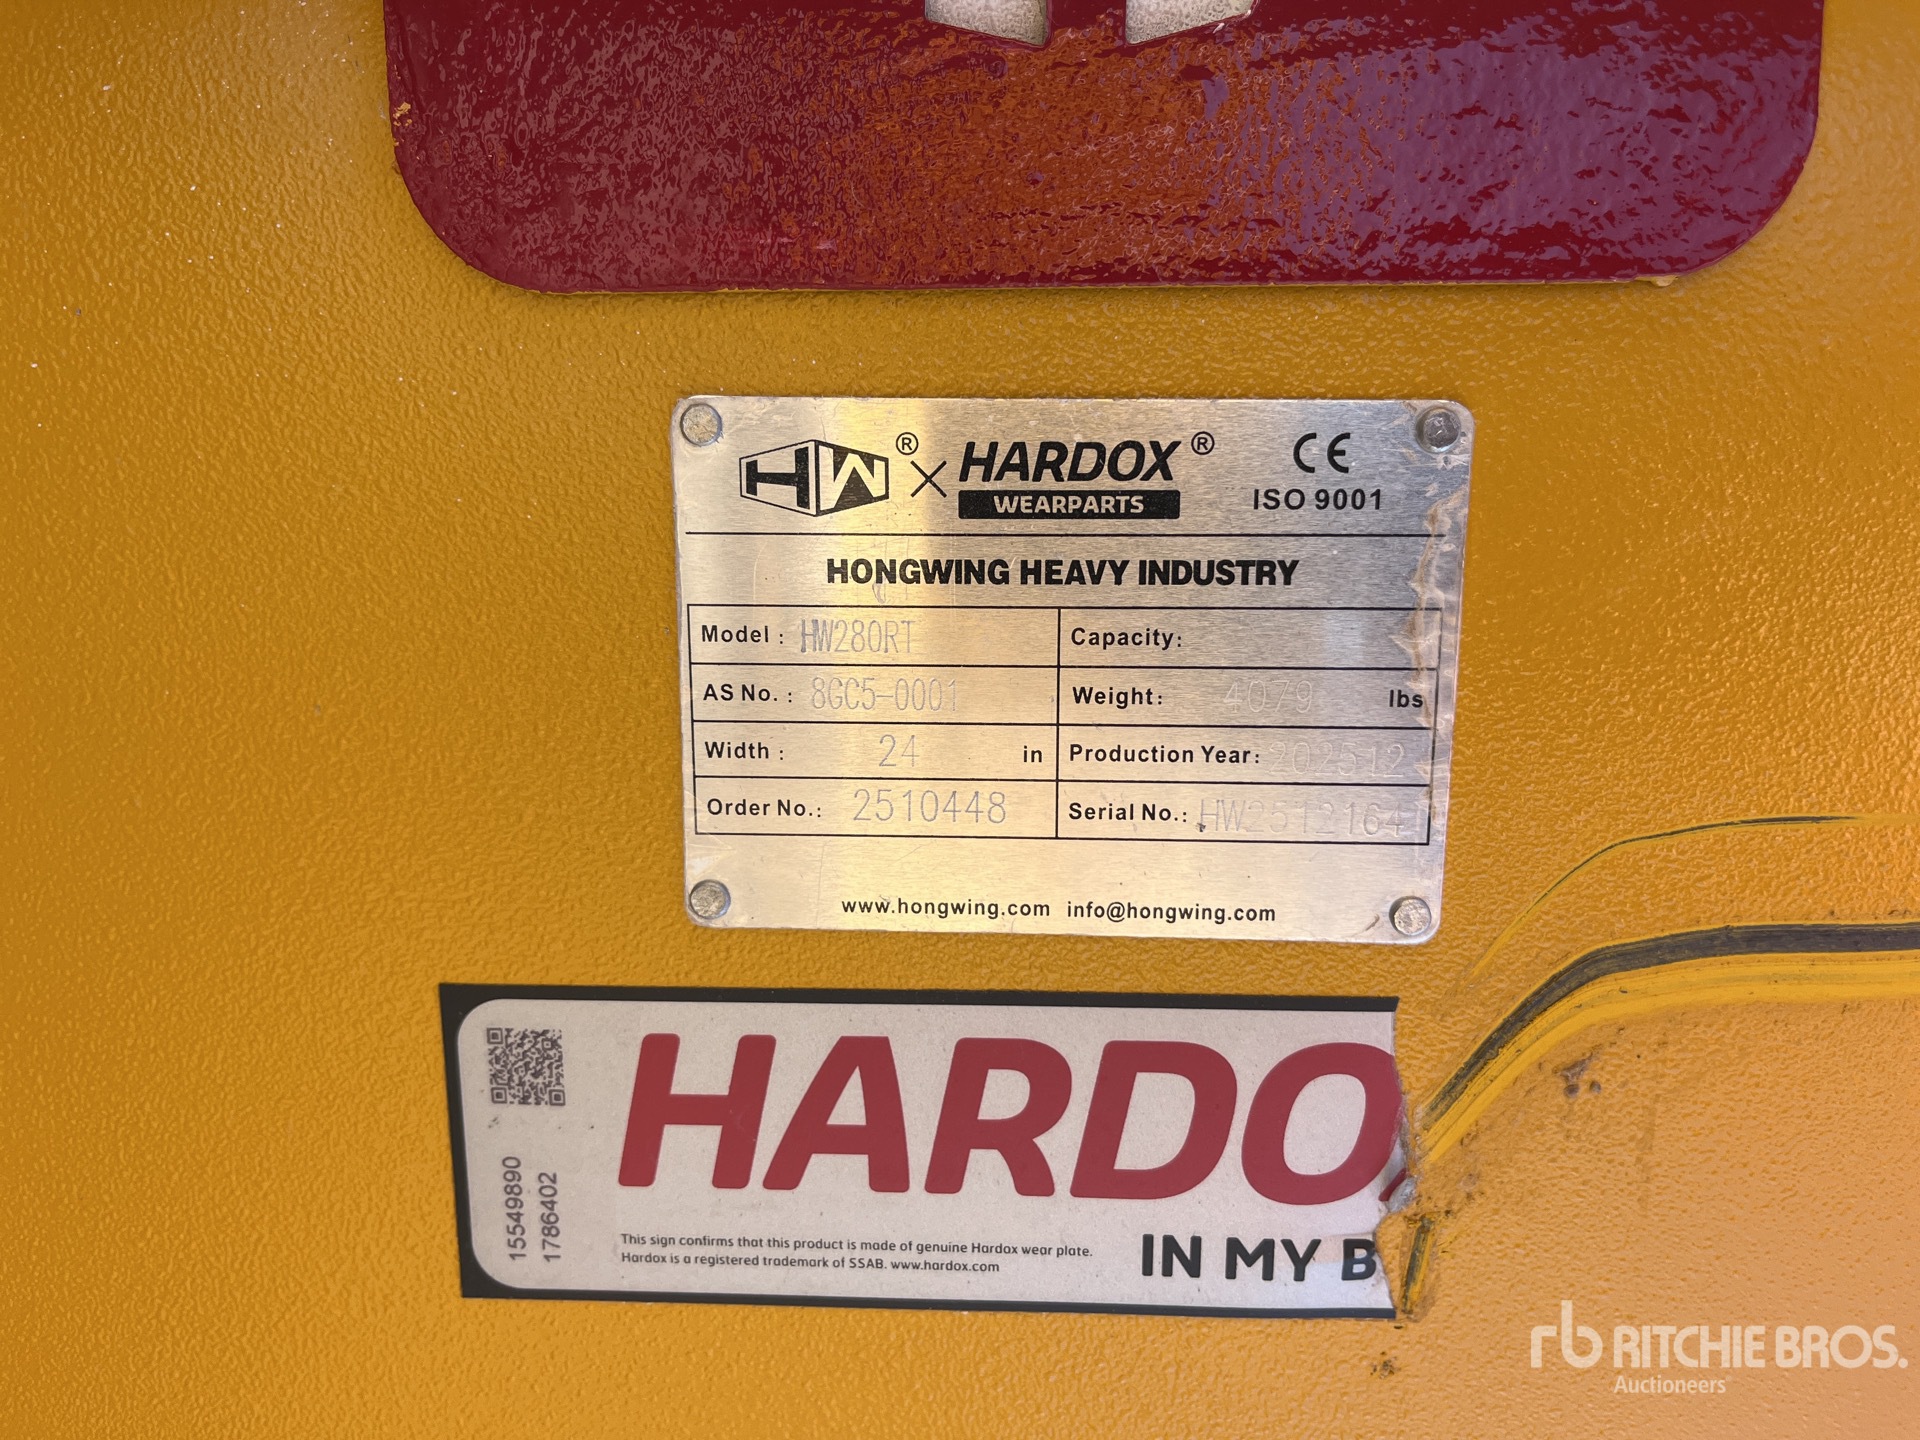 HW® × HARDOX® CE
WEARPARTS ISO 9001
HONGWING HEAVY INDUSTRY
Model : HW280RT Capacity:
AS No. : 8GC5-0001 Weight: 4079 lbs
Width : 24 in Production Year: 202512
Order No.: 2510448 Serial No.: HW25121641
www.hongwing.com info@hongwing.com
HARDO
15549890
1786402
This sign confirms that this product is made of genuine Hardox wear plate.
Hardox is a registered trademark of SSAB. www.hardox.com
IN MY B
rb RITCHIE BROS.
Auctioneers